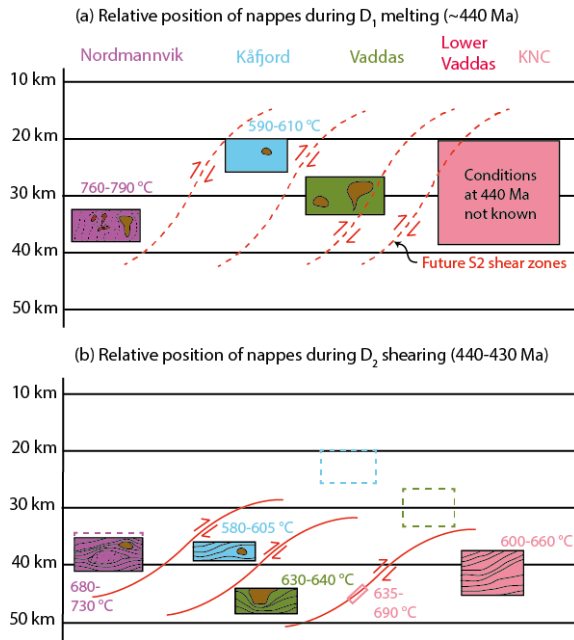 (a) Relative position of nappes during D₁ melting (~440 Ma)
Nordmannvik
Kåfjord
Vaddas
Lower
Vaddas
KNC
10 km
20 km
30 km
40 km
50 km
590-610 °C
760-790 °C
Conditions
at 440 Ma
not known
Future S2 shear zones
(b) Relative position of nappes during D₂ shearing (440-430 Ma)
10 km
20 km
30 km
40 km
50 km
580-605 °C
600-660 °C
680-
730 °C
630-640 °C
635-
690 °C